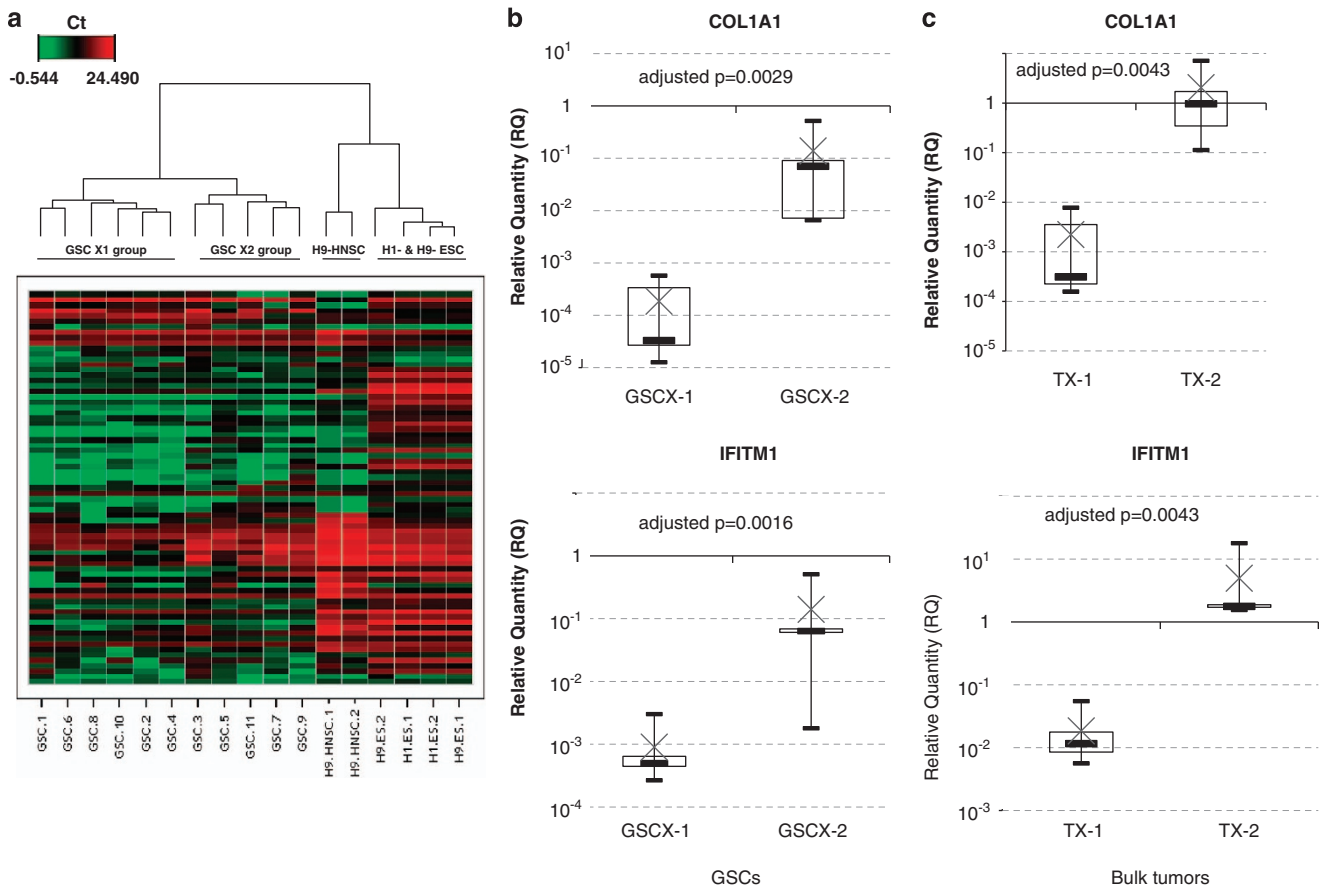 a
Ct
-0.544 24.490
GSC X1 group GSC X2 group H9-HNSC H1- & H9- ESC
GSC.1 GSC.6 GSC.8 GSC.10 GSC.2 GSC.4 GSC.3 GSC.5 GSC.11 GSC.7 GSC.9 H9.HNSC.1 H9.HNSC.2 H9.ES.2 H1.ES.1 H1.ES.2 H9.ES.1
b
COL1A1
adjusted p=0.0029
Relative Quantity (RQ)
10¹
1
10⁻¹
10⁻²
10⁻³
10⁻⁴
10⁻⁵
GSCX-1 GSCX-2
IFITM1
adjusted p=0.0016
Relative Quantity (RQ)
1
10⁻¹
10⁻²
10⁻³
10⁻⁴
GSCX-1 GSCX-2
GSCs
c
COL1A1
adjusted p=0.0043
Relative Quantity (RQ)
1
10⁻¹
10⁻²
10⁻³
10⁻⁴
10⁻⁵
TX-1 TX-2
IFITM1
adjusted p=0.0043
Relative Quantity (RQ)
10¹
1
10⁻¹
10⁻²
10⁻³
TX-1 TX-2
Bulk tumors